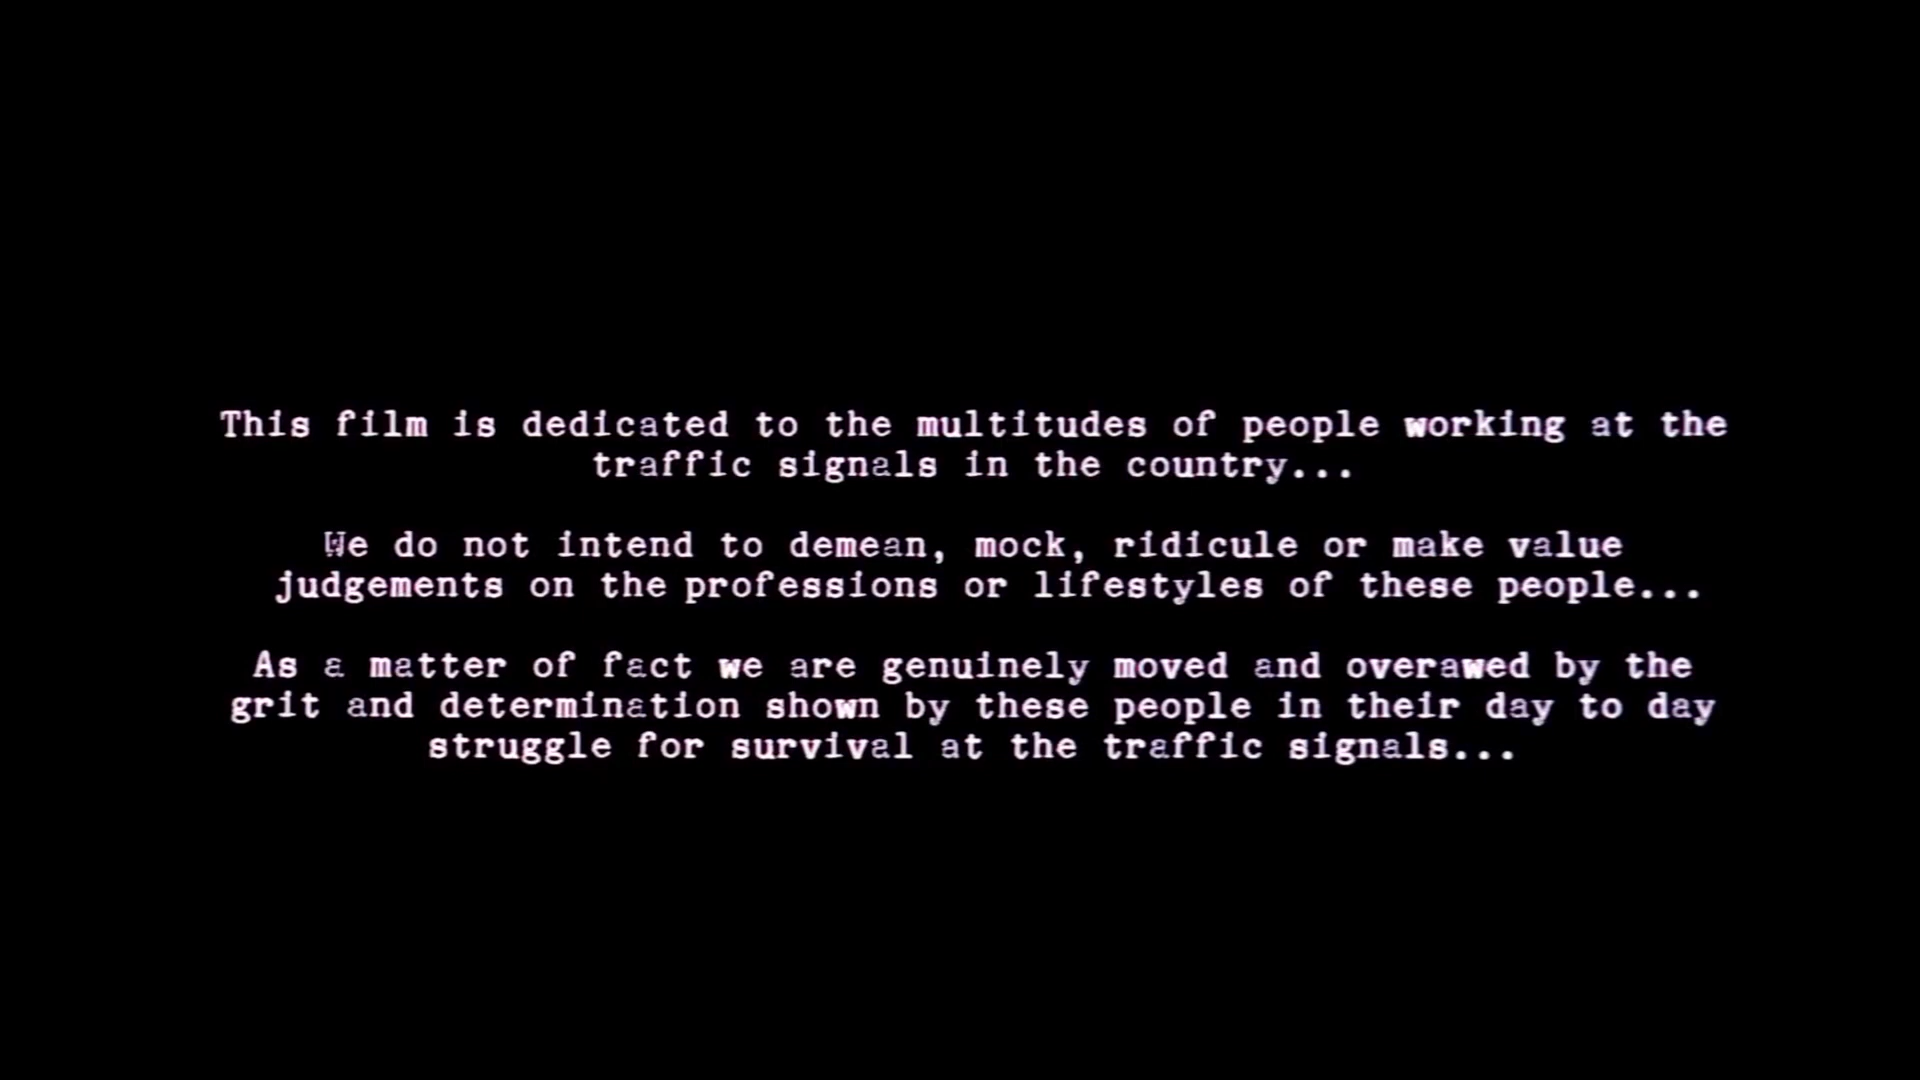 This film is dedicated to the multitudes of people working at the
traffic signals in the country...
We do not intend to demean, mock, ridicule or make value
judgements on the professions or lifestyles of these people...
As a matter of fact we are genuinely moved and overawed by the
grit and determination shown by these people in their day to day
struggle for survival at the traffic signals...